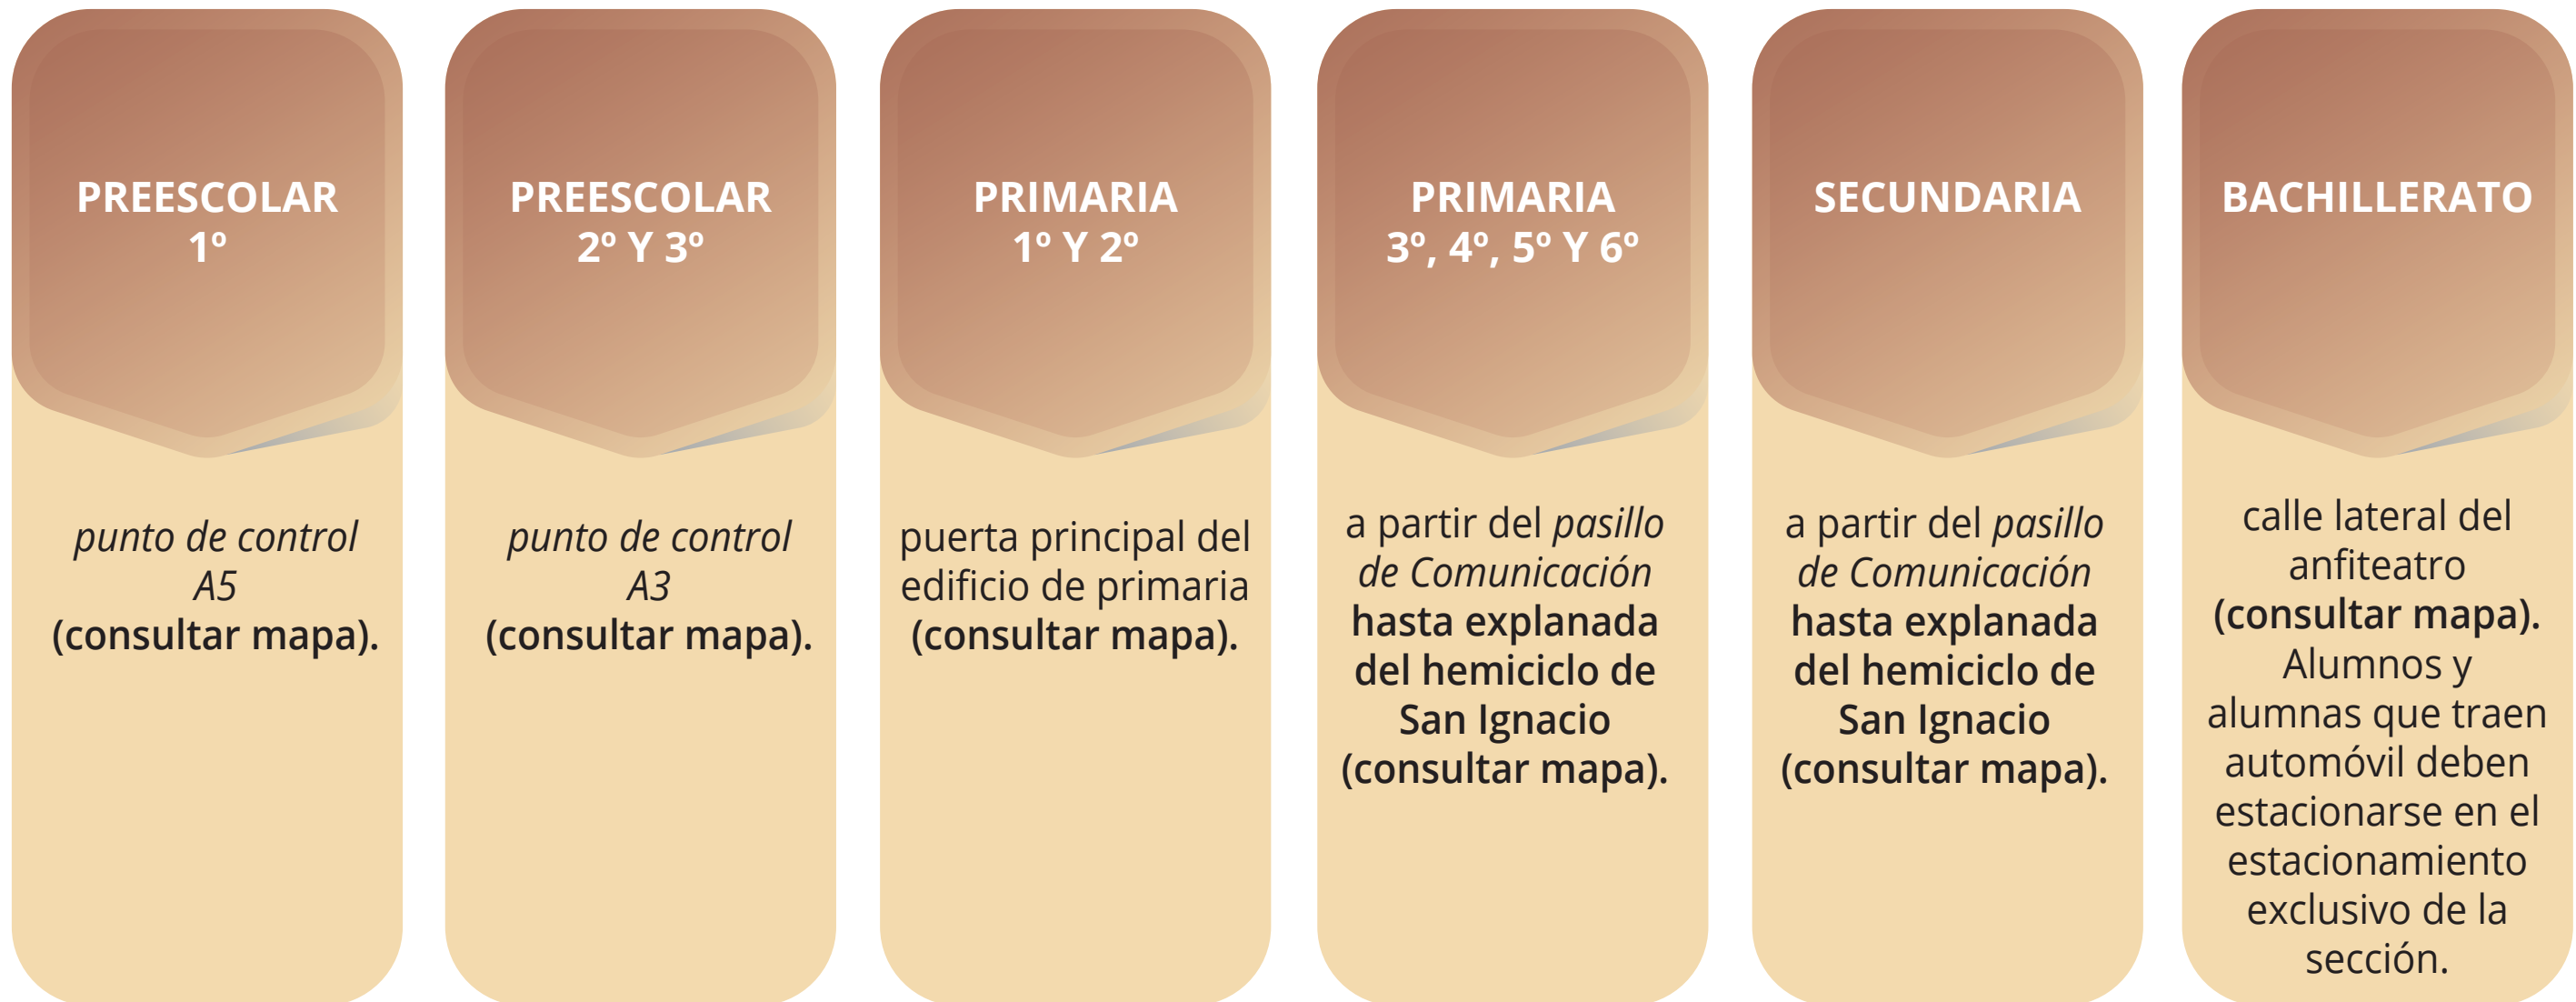 PREESCOLAR
1º
punto de control
A5
(consultar mapa).
PREESCOLAR
2º Y 3º
punto de control
A3
(consultar mapa).
PRIMARIA
1º Y 2º
puerta principal del
edificio de primaria
(consultar mapa).
PRIMARIA
3º, 4º, 5º Y 6º
a partir del pasillo
de Comunicación
hasta explanada
del hemiciclo de
San Ignacio
(consultar mapa).
SECUNDARIA
a partir del pasillo
de Comunicación
hasta explanada
del hemiciclo de
San Ignacio
(consultar mapa).
BACHILLERATO
calle lateral del
anfiteatro
(consultar mapa).
Alumnos y
alumnas que traen
automóvil deben
estacionarse en el
estacionamiento
exclusivo de la
sección.